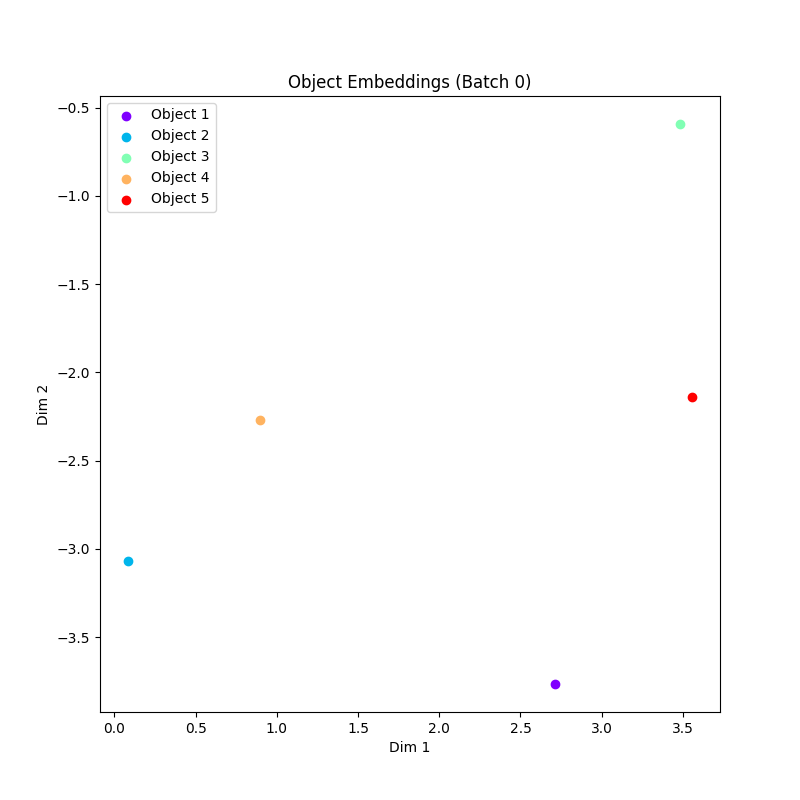 Object Embeddings (Batch 0)
Object 1
Object 2
Object 3
Object 4
Object 5
−0.5
−1.0
−1.5
−2.0
−2.5
−3.0
−3.5
Dim 2
0.0 0.5 1.0 1.5 2.0 2.5 3.0 3.5
Dim 1